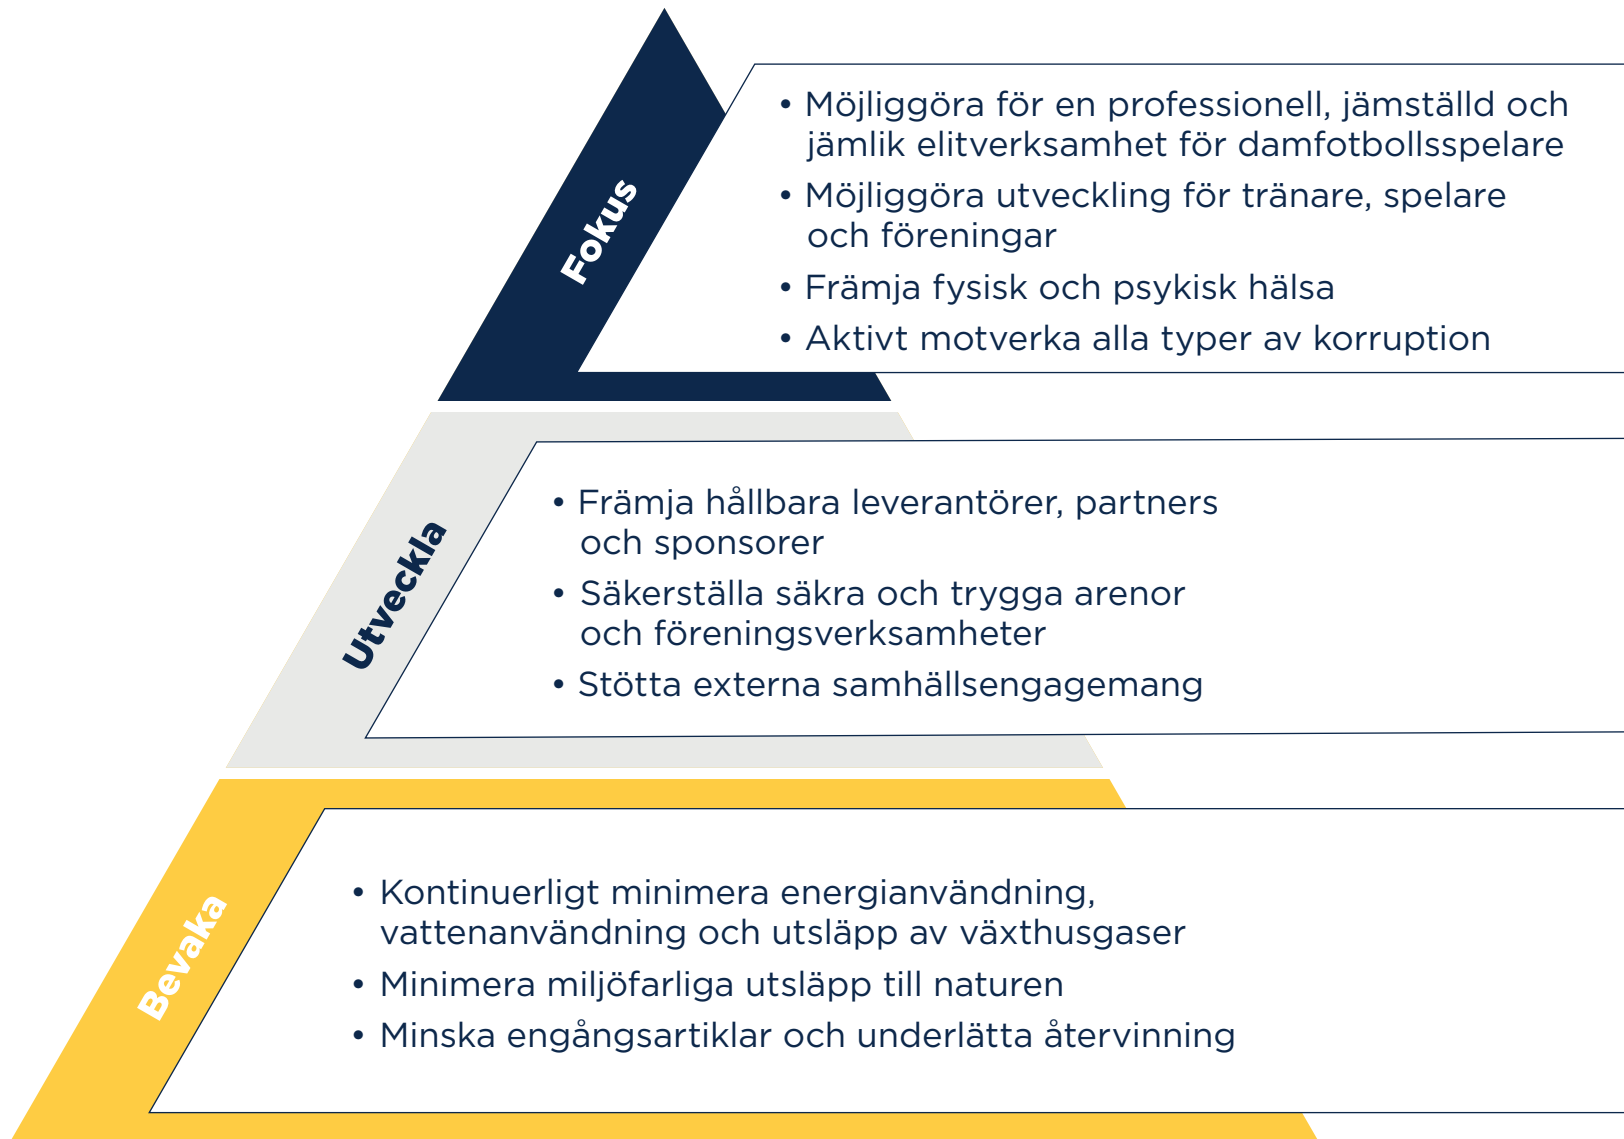 Fokus
• Möjliggöra för en professionell, jämställd och
jämlik elitverksamhet för damfotbollsspelare
• Möjliggöra utveckling för tränare, spelare
och föreningar
• Främja fysisk och psykisk hälsa
• Aktivt motverka alla typer av korruption
Utveckla
• Främja hållbara leverantörer, partners
och sponsorer
• Säkerställa säkra och trygga arenor
och föreningsverksamheter
• Stötta externa samhällsengagemang
Bevaka
• Kontinuerligt minimera energianvändning,
vattenanvändning och utsläpp av växthusgaser
• Minimera miljöfarliga utsläpp till naturen
• Minska engångsartiklar och underlätta återvinning